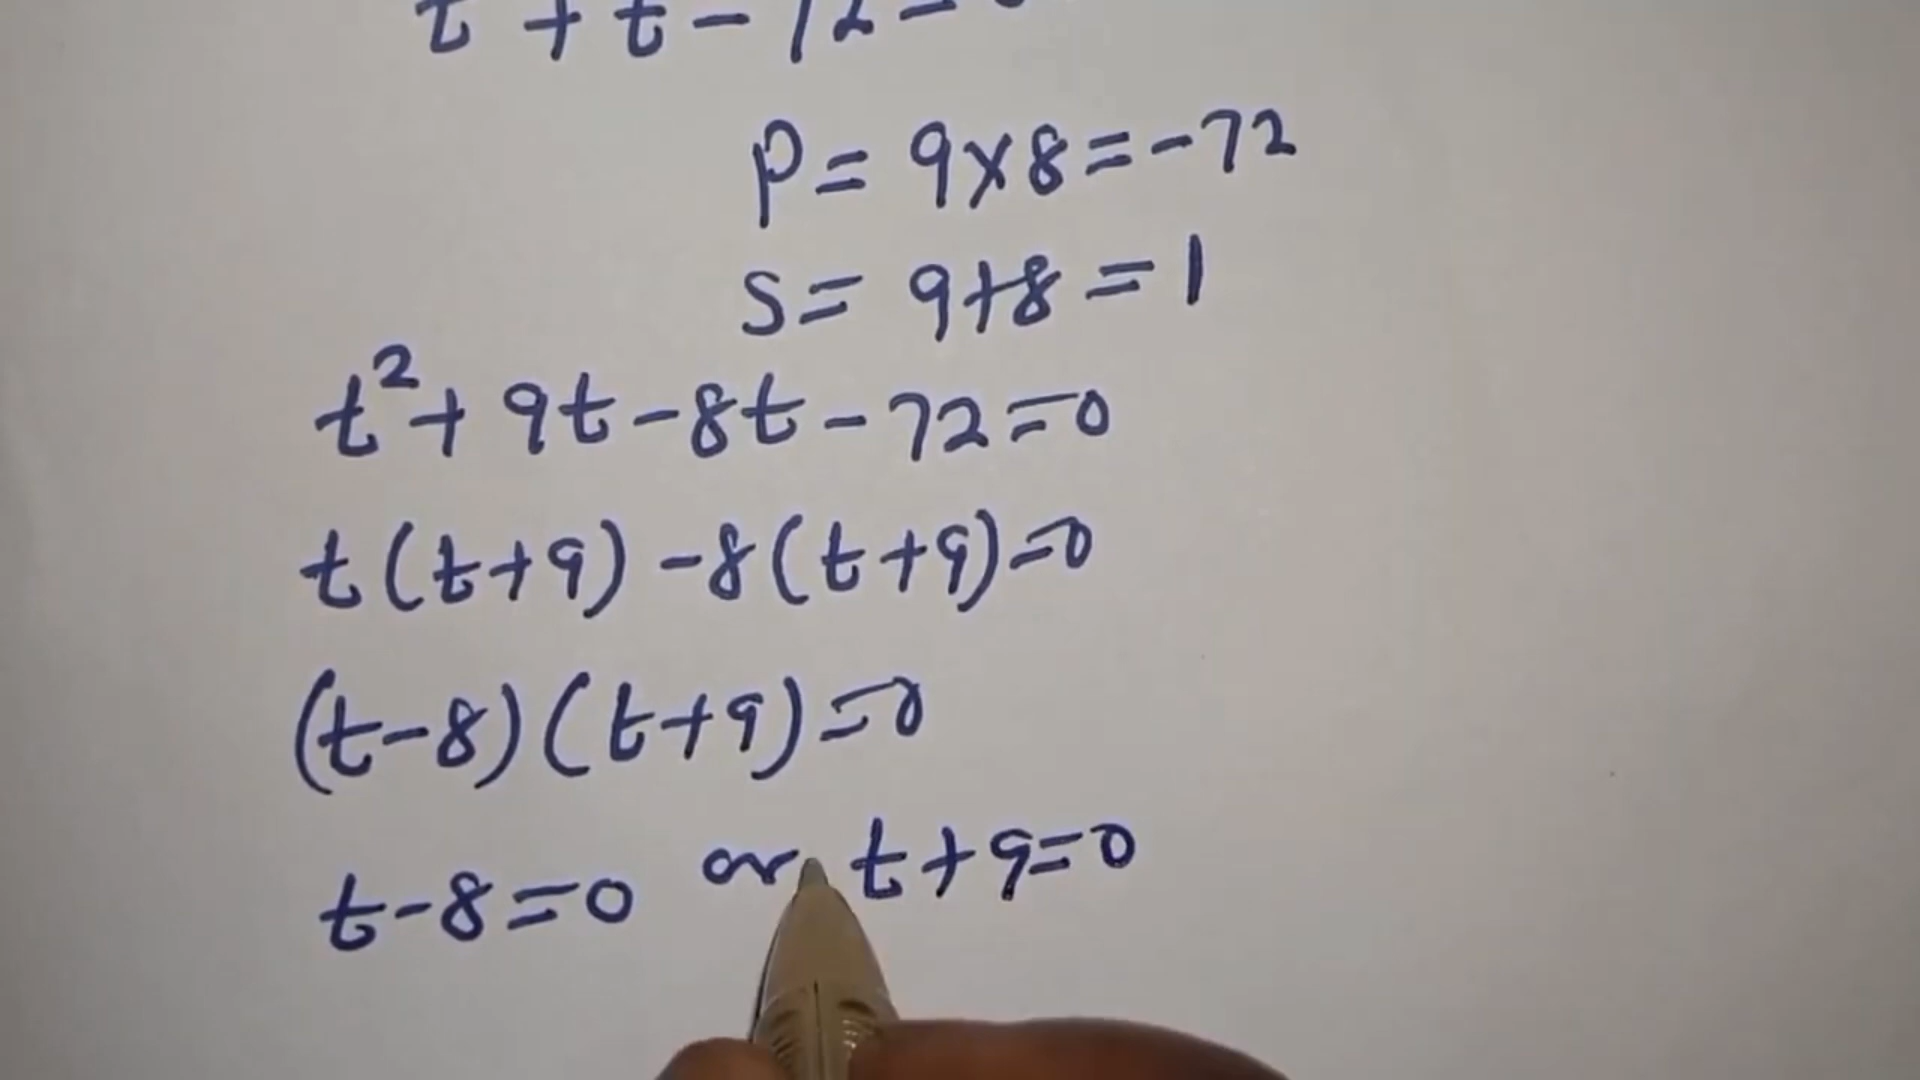 t + t - 72 =
P = 9x8 = -72
S = 9+8 = 1
t² + 9t - 8t - 72 = 0
t(t+9) - 8(t+9) = 0
(t-8)(t+9) = 0
t-8 = 0 or t+9 = 0